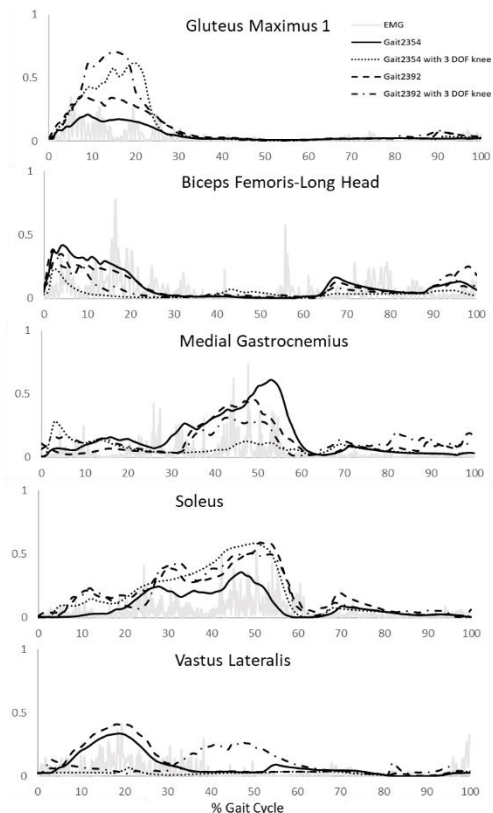 Gluteus Maximus 1
EMG
Gait2354
Gait2354 with 3 DOF knee
Gait2392
Gait2392 with 3 DOF knee
1
0.5
0
0 10 20 30 40 50 60 70 80 90 100
Biceps Femoris-Long Head
1
0.5
0
0 10 20 30 40 50 60 70 80 90 100
Medial Gastrocnemius
1
0.5
0
0 10 20 30 40 50 60 70 80 90 100
Soleus
1
0.5
0
0 10 20 30 40 50 60 70 80 90 100
Vastus Lateralis
1
0.5
0
0 10 20 30 40 50 60 70 80 90 100
% Gait Cycle